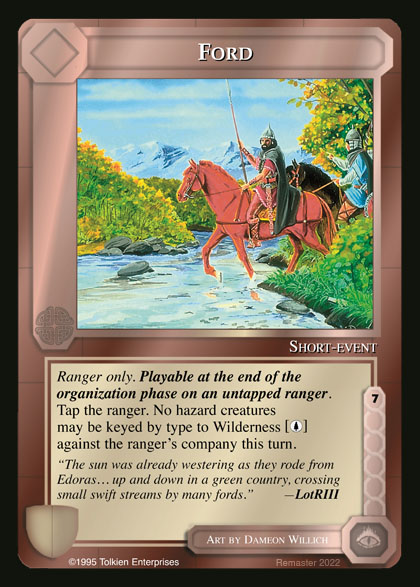 Ford
Short-event
Ranger only. Playable at the end of the
organization phase on an untapped ranger.
Tap the ranger. No hazard creatures
may be keyed by type to Wilderness [ ]
against the ranger's company this turn.
7
“The sun was already westering as they rode from
Edoras… up and down in a green country, crossing
small swift streams by many fords.” –LotRIII
Art by Dameon Willich
©1995 Tolkien Enterprises
Remaster 2022